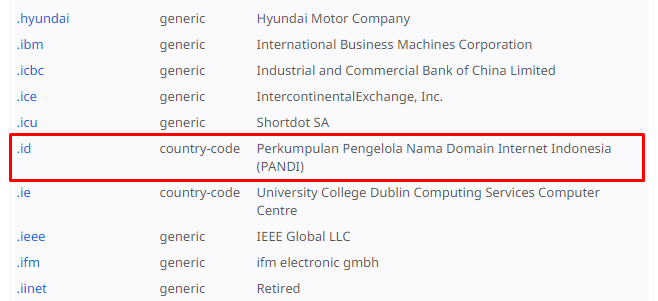 .hyundai generic Hyundai Motor Company
.ibm generic International Business Machines Corporation
.icbc generic Industrial and Commercial Bank of China Limited
.ice generic IntercontinentalExchange, Inc.
.icu generic Shortdot SA
.id country-code Perkumpulan Pengelola Nama Domain Internet Indonesia
(PANDI)
.ie country-code University College Dublin Computing Services Computer
Centre
.ieee generic IEEE Global LLC
.ifm generic ifm electronic gmbh
.iinet generic Retired